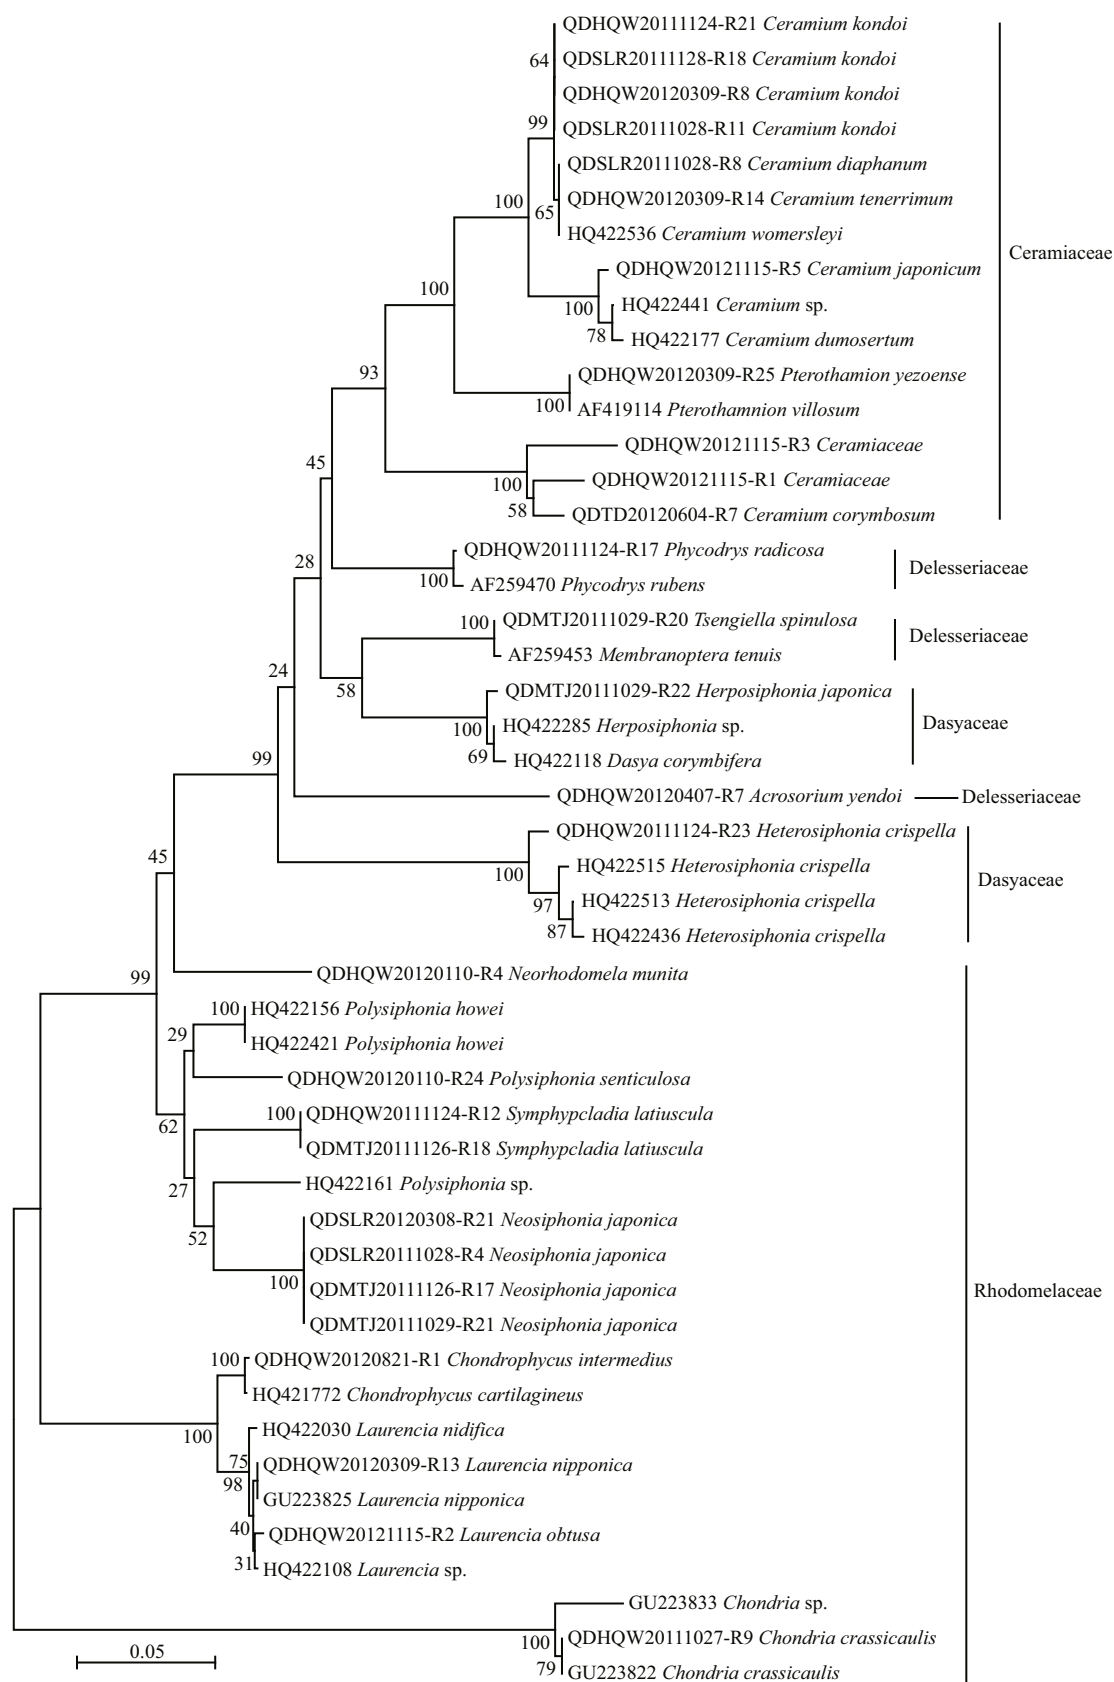 QDHQW20111124-R21 Ceramium kondoi
64
QDSLR20111128-R18 Ceramium kondoi
QDHQW20120309-R8 Ceramium kondoi
99
QDSLR20111028-R11 Ceramium kondoi
QDSLR20111028-R8 Ceramium diaphanum
100
QDHQW20120309-R14 Ceramium tenerrimum
65
HQ422536 Ceramium womersleyi
Ceramiaceae
QDHQW20121115-R5 Ceramium japonicum
100
100
HQ422441 Ceramium sp.
78
HQ422177 Ceramium dumosertum
93
QDHQW20120309-R25 Pterothamion yezoense
100
AF419114 Pterothamnion villosum
QDHQW20121115-R3 Ceramiaceae
45
100
QDHQW20121115-R1 Ceramiaceae
58
QDTD20120604-R7 Ceramium corymbosum
QDHQW20111124-R17 Phycodrys radicosa
28
100
Delesseriaceae
AF259470 Phycodrys rubens
100
QDMTJ20111029-R20 Tsengiella spinulosa
Delesseriaceae
AF259453 Membranoptera tenuis
24
58
QDMTJ20111029-R22 Herposiphonia japonica
100
HQ422285 Herposiphonia sp.
Dasyaceae
69
HQ422118 Dasya corymbifera
99
QDHQW20120407-R7 Acrosorium yendoi
Delesseriaceae
QDHQW20111124-R23 Heterosiphonia crispella
45
100
HQ422515 Heterosiphonia crispella
Dasyaceae
97
HQ422513 Heterosiphonia crispella
87
HQ422436 Heterosiphonia crispella
99
QDHQW20120110-R4 Neorhodomela munita
100
HQ422156 Polysiphonia howei
29
HQ422421 Polysiphonia howei
QDHQW20120110-R24 Polysiphonia senticulosa
62
100
QDHQW20111124-R12 Symphypcladia latiuscula
QDMTJ20111126-R18 Symphypcladia latiuscula
27
HQ422161 Polysiphonia sp.
52
QDSLR20120308-R21 Neosiphonia japonica
QDSLR20111028-R4 Neosiphonia japonica
100
QDMTJ20111126-R17 Neosiphonia japonica
Rhodomelaceae
QDMTJ20111029-R21 Neosiphonia japonica
100
QDHQW20120821-R1 Chondrophycus intermedius
HQ421772 Chondrophycus cartilagineus
100
HQ422030 Laurencia nidifica
75
QDHQW20120309-R13 Laurencia nipponica
98
GU223825 Laurencia nipponica
40
QDHQW20121115-R2 Laurencia obtusa
31
HQ422108 Laurencia sp.
GU223833 Chondria sp.
100
QDHQW20111027-R9 Chondria crassicaulis
79
GU223822 Chondria crassicaulis
0.05